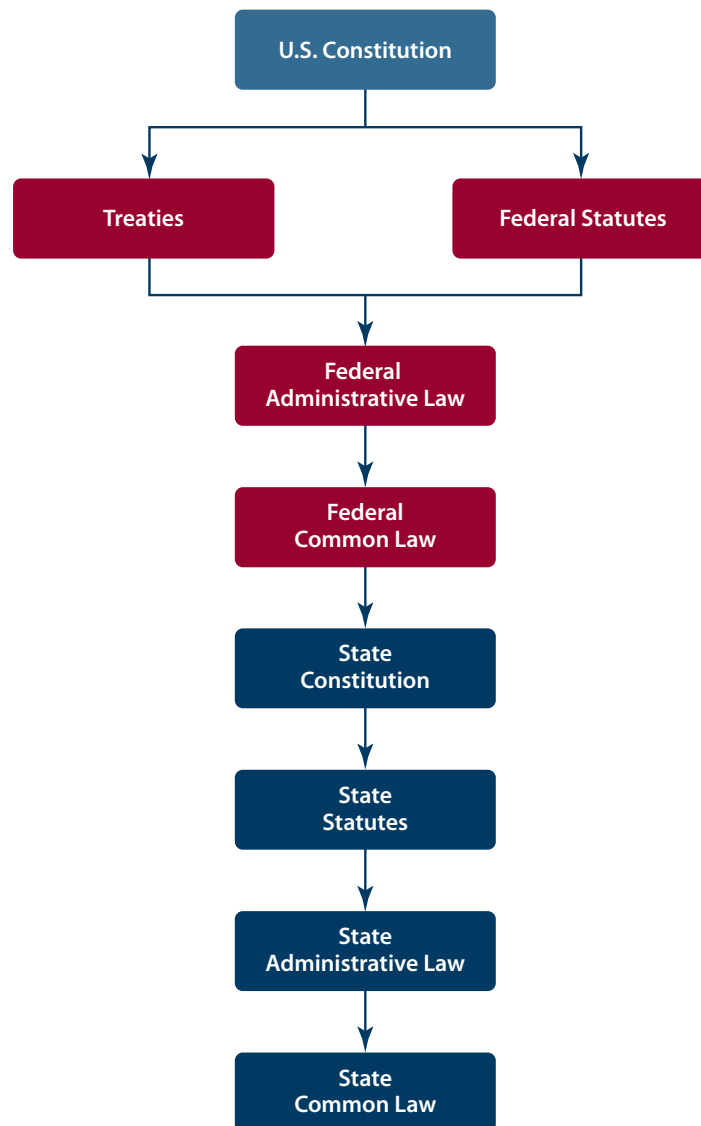 U.S. Constitution
Treaties
Federal Statutes
Federal
Administrative Law
Federal
Common Law
State
Constitution
State
Statutes
State
Administrative Law
State
Common Law